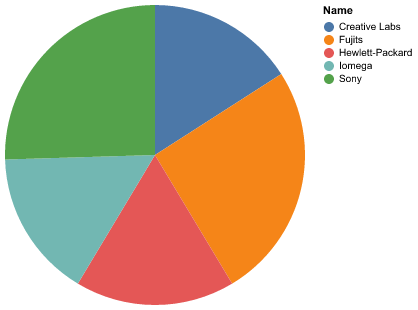 Name
Creative Labs
Fujits
Hewlett-Packard
Iomega
Sony